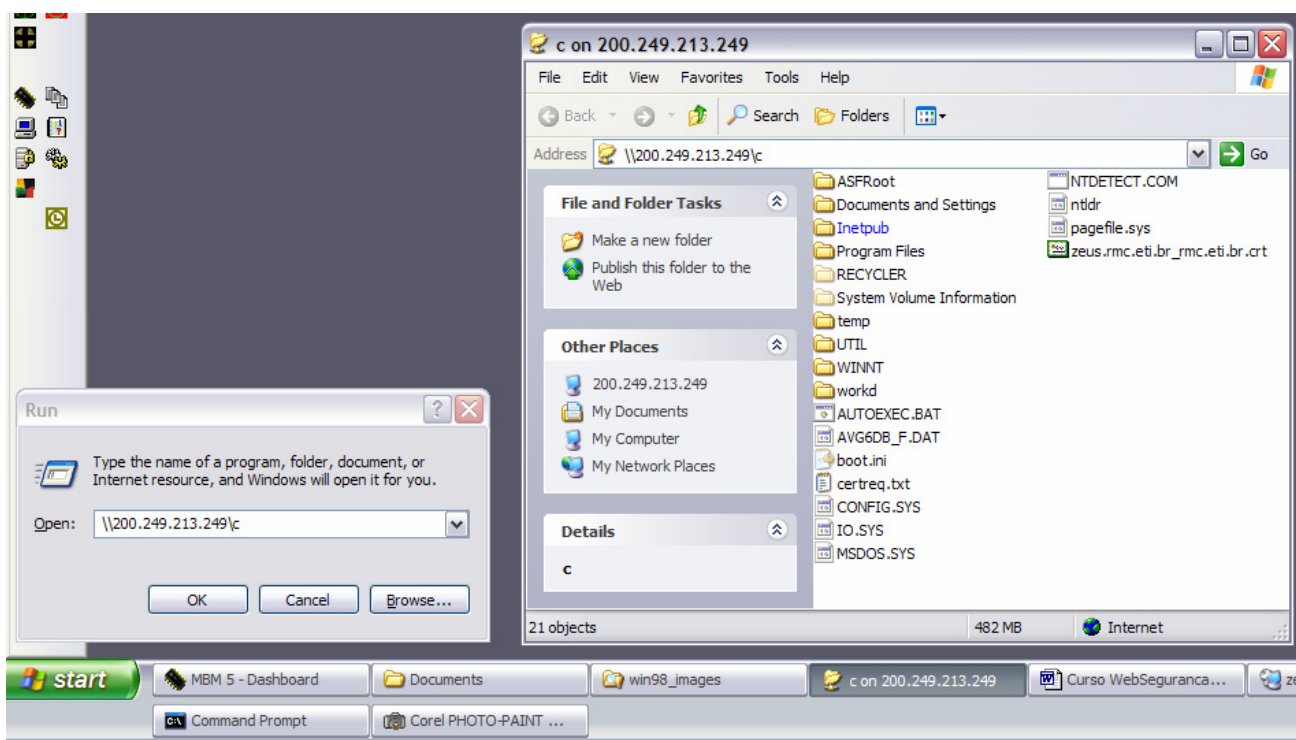 c on 200.249.213.249
File Edit View Favorites Tools Help
Back Search Folders
Address \\200.249.213.249\c Go
File and Folder Tasks
Make a new folder
Publish this folder to the
Web
Other Places
200.249.213.249
My Documents
My Computer
My Network Places
Details
c
ASFRoot
Documents and Settings
Inetpub
Program Files
RECYCLER
System Volume Information
temp
UTIL
WINNT
workd
AUTOEXEC.BAT
AVG6DB_F.DAT
boot.ini
certreq.txt
CONFIG.SYS
IO.SYS
MSDOS.SYS
NTDETECT.COM
ntldr
pagefile.sys
zeus.rmc.eti.br_rmc.eti.br.crt
21 objects 482 MB Internet
Run
Type the name of a program, folder, document, or
Internet resource, and Windows will open it for you.
Open: \\200.249.213.249\c
OK Cancel Browse...
start MBM 5 - Dashboard Documents win98_images c on 200.249.213.249 Curso WebSeguranca... ze
Command Prompt Corel PHOTO-PAINT ...